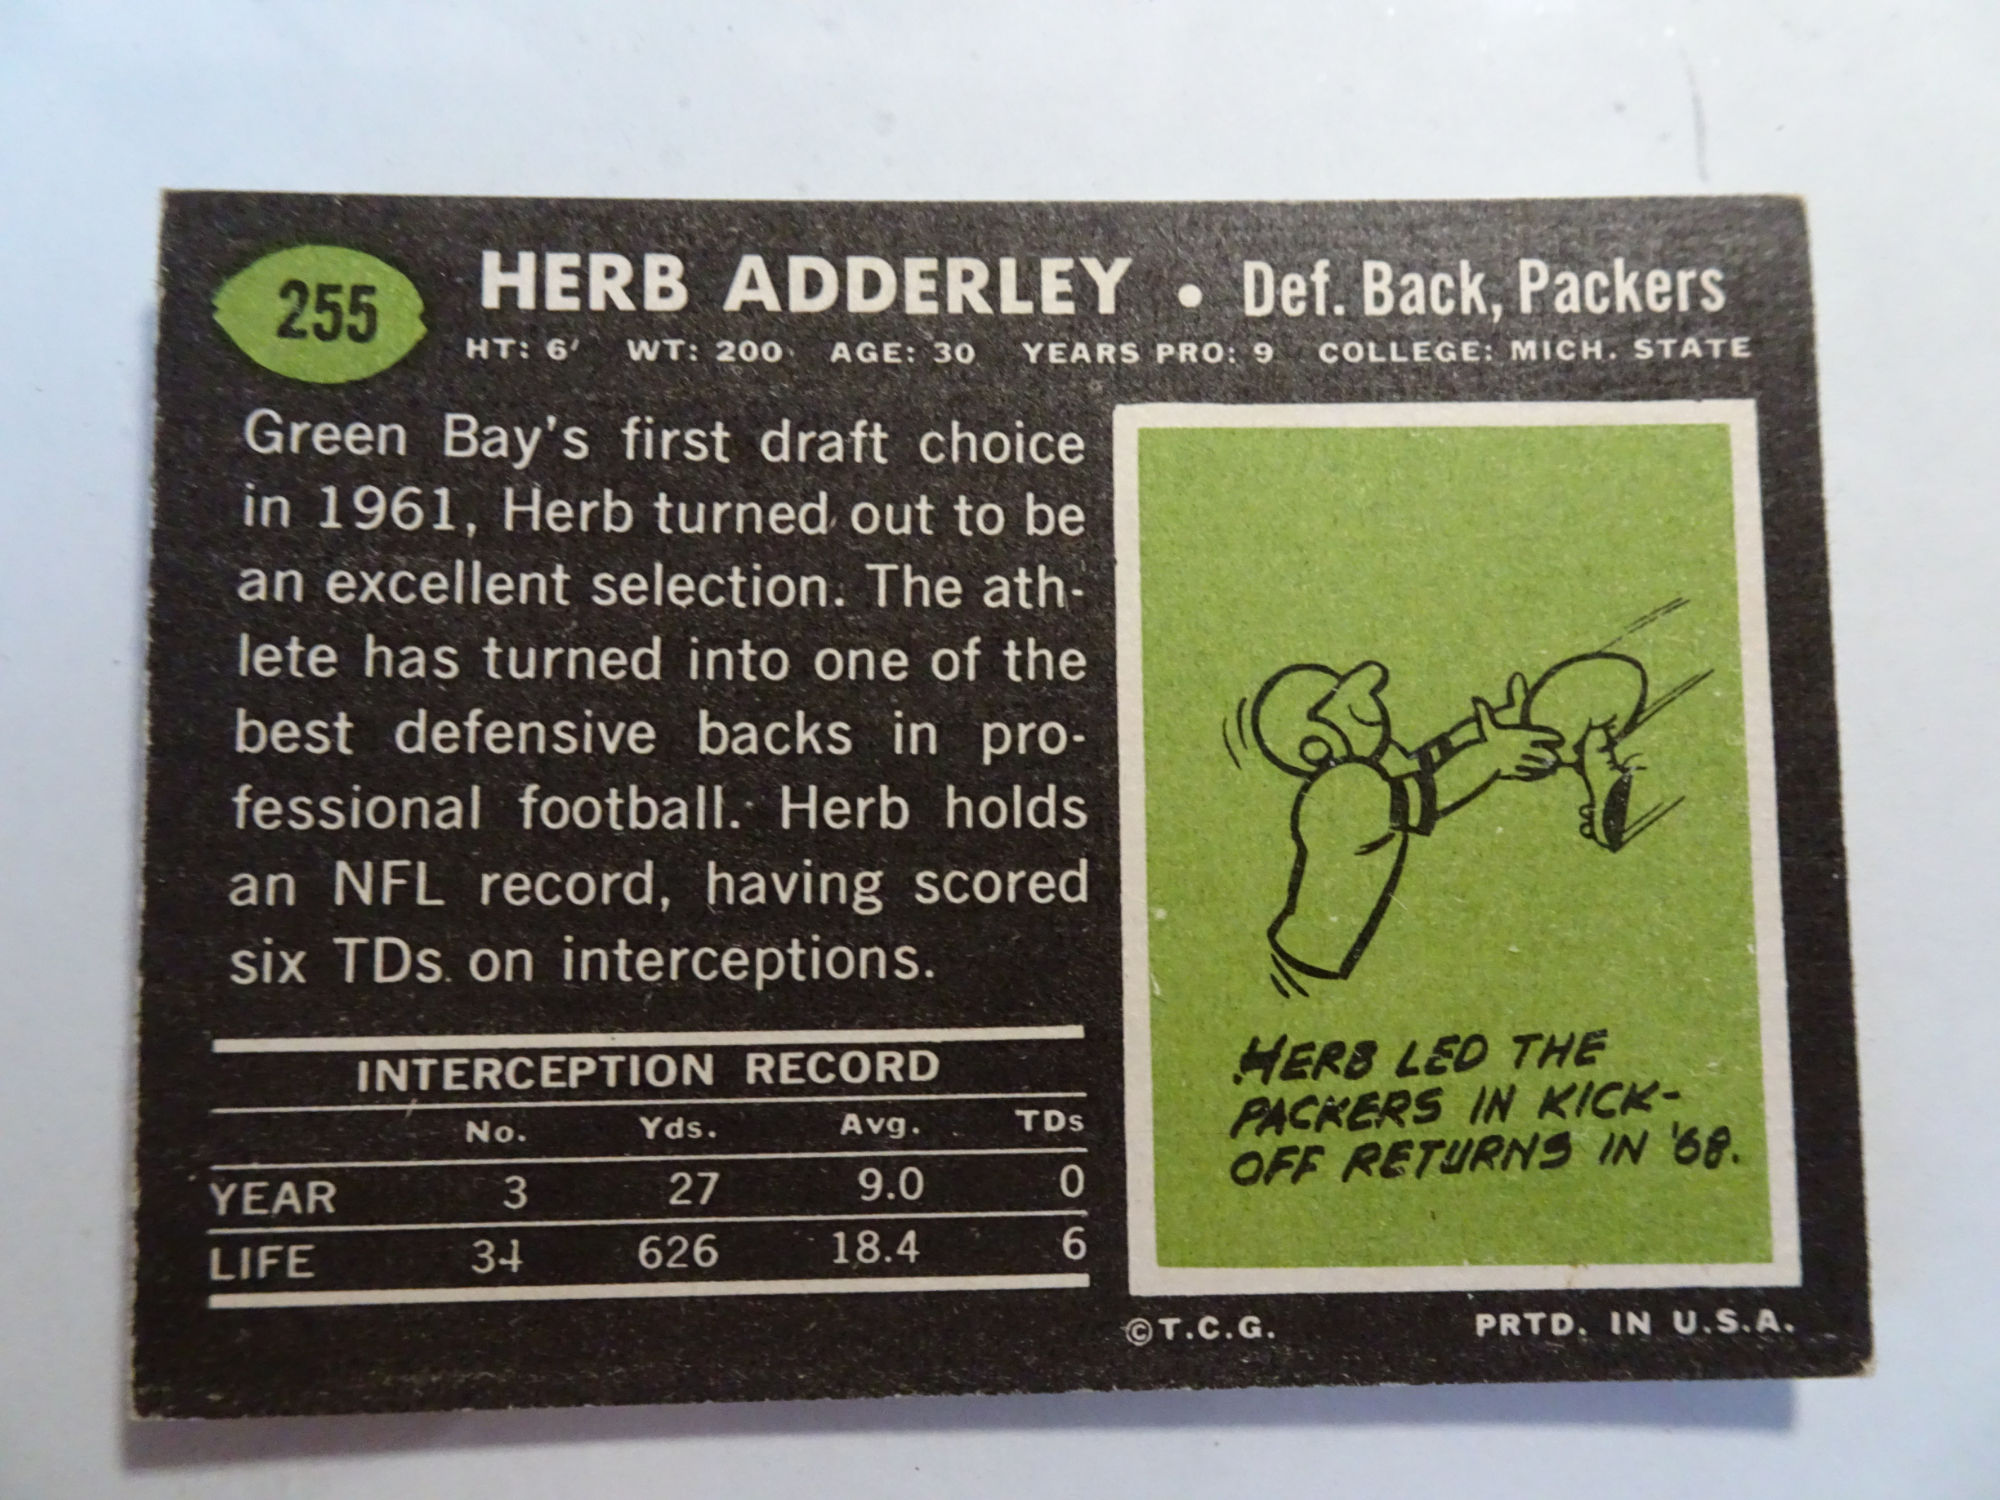 255
HERB ADDERLEY • Def. Back, Packers
HT: 6' WT: 200 AGE: 30 YEARS PRO: 9 COLLEGE: MICH. STATE
Green Bay's first draft choice
in 1961, Herb turned out to be
an excellent selection. The ath-
lete has turned into one of the
best defensive backs in pro-
fessional football. Herb holds
an NFL record, having scored
six TDs on interceptions.
INTERCEPTION RECORD
No. Yds. Avg. TDs
YEAR 3 27 9.0 0
LIFE 34 626 18.4 6
HERB LED THE
PACKERS IN KICK-
OFF RETURNS IN '68.
©T.C.G. PRTD. IN U.S.A.